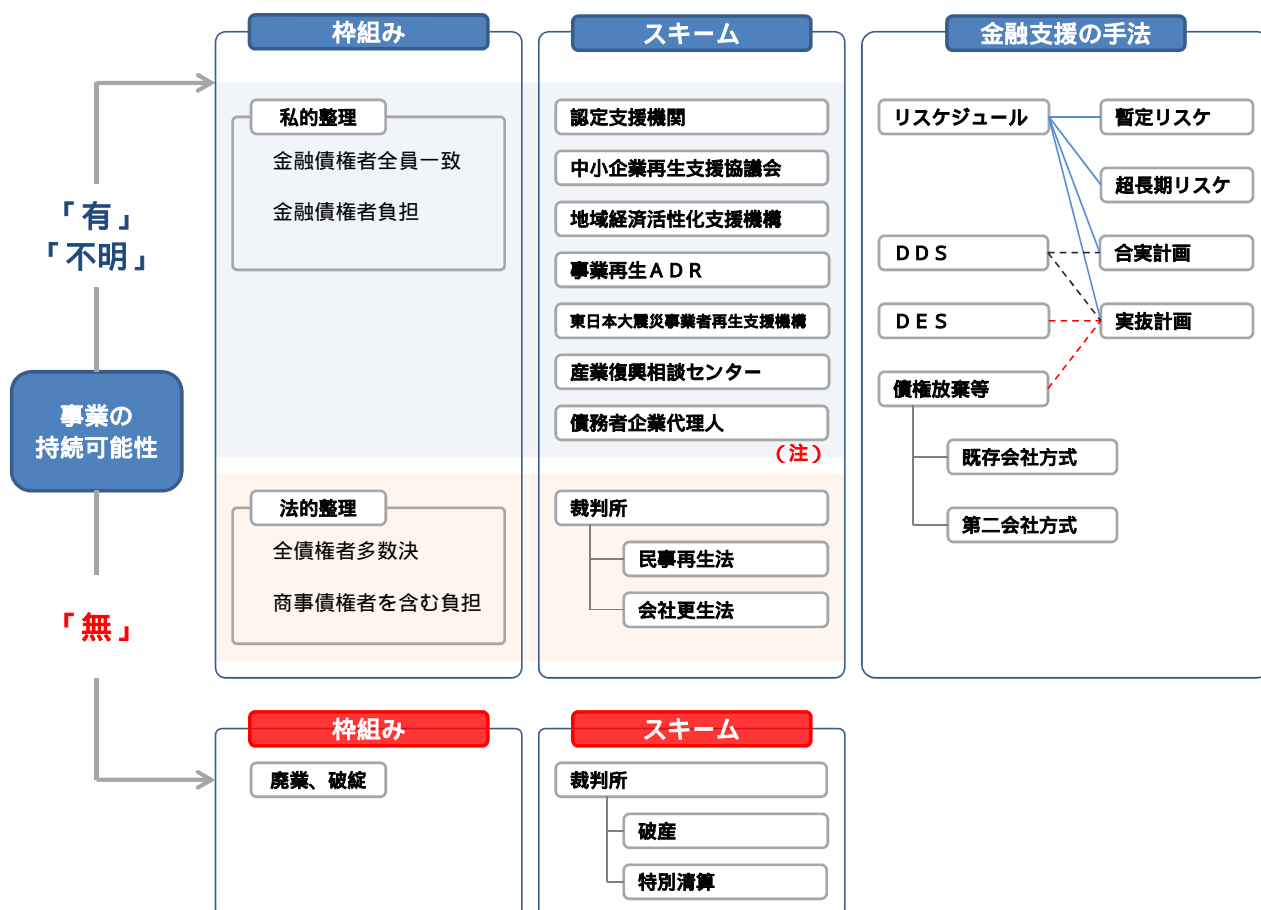 枠組み
スキーム
金融支援の手法
私的整理
金融債権者全員一致
金融債権者負担
認定支援機関
中小企業再生支援協議会
地域経済活性化支援機構
事業再生ＡＤＲ
東日本大震災事業者再生支援機構
産業復興相談センター
債務者企業代理人
（注）
リスケジュール
暫定リスケ
超長期リスケ
ＤＤＳ
合実計画
ＤＥＳ
実抜計画
債権放棄等
既存会社方式
第二会社方式
「有」
「不明」
事業の
持続可能性
「無」
法的整理
全債権者多数決
商事債権者を含む負担
裁判所
民事再生法
会社更生法
枠組み
スキーム
廃業、破綻
裁判所
破産
特別清算